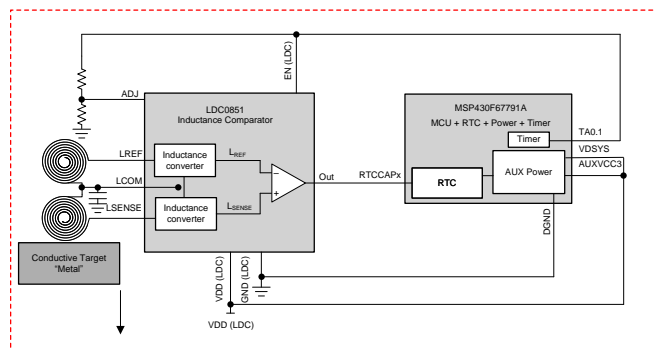 EN (LDC)
ADJ
LDC0851
Inductance Comparator
MSP430F67791A
MCU + RTC + Power + Timer
Timer
TA0.1
VDSYS
AUXVCC3
LREF
Inductance
converter
LREF
LCOM
AUX Power
Out
RTCCAPx
RTC
LSENSE
Inductance
converter
LSENSE
Conductive Target
"Metal"
VDD (LDC)
GND (LDC)
DGND
VDD (LDC)
−
+